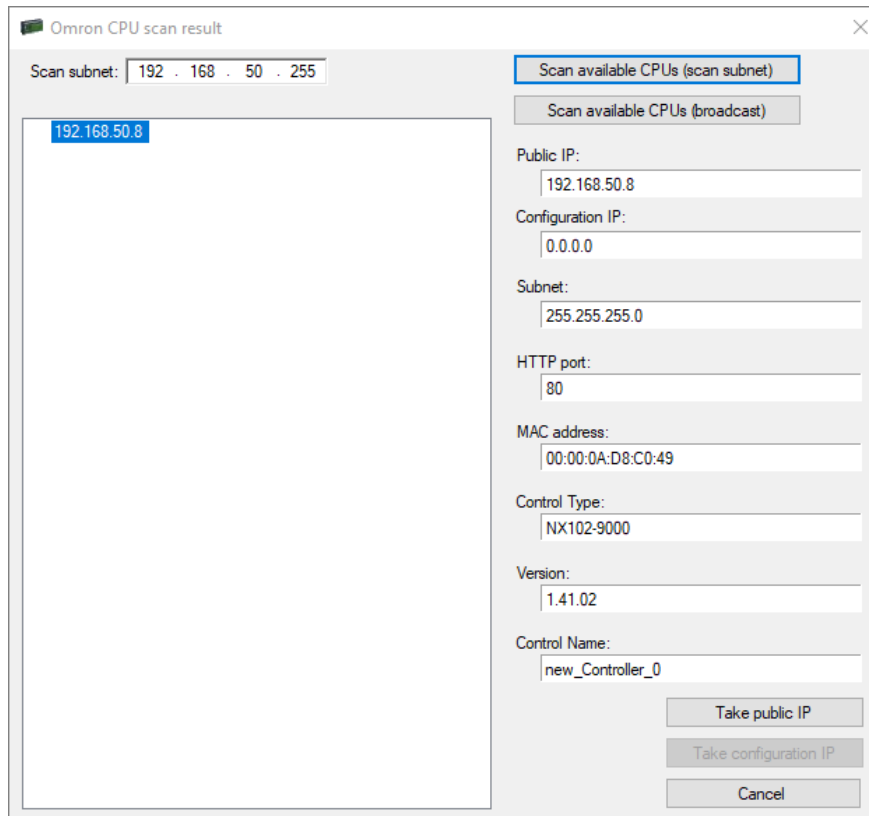 Omron CPU scan result
Scan subnet: 192 . 168 . 50 . 255
Scan available CPUs (scan subnet)
Scan available CPUs (broadcast)
192.168.50.8
Public IP:
192.168.50.8
Configuration IP:
0.0.0.0
Subnet:
255.255.255.0
HTTP port:
80
MAC address:
00:00:0A:D8:C0:49
Control Type:
NX102-9000
Version:
1.41.02
Control Name:
new_Controller_0
Take public IP
Take configuration IP
Cancel